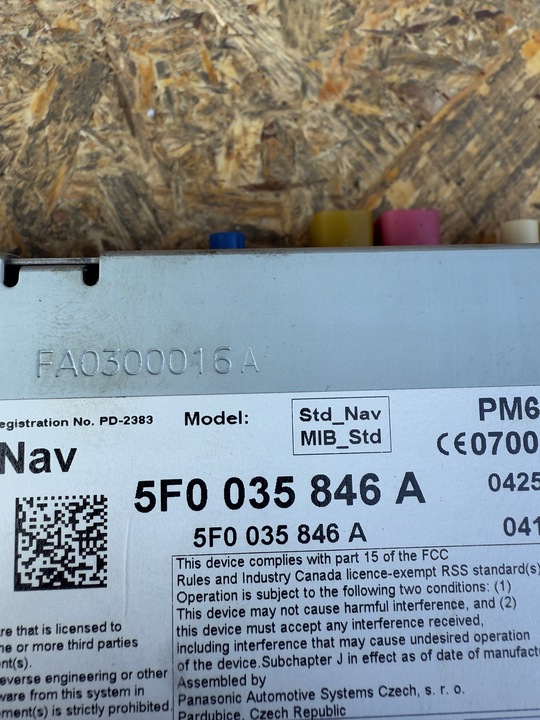 FA0300016A
egistration No. PD-2383
Model:
Std_Nav
MIB_Std
PM6
CE0700
Nav
5F0 035 846 A
0425
5F0 035 846 A
041
This device complies with part 15 of the FCC
Rules and Industry Canada licence-exempt RSS standard(s)
Operation is subject to the following two conditions: (1)
This device may not cause harmful interference, and (2)
this device must accept any interference received,
including interference that may cause undesired operation
of the device.Subchapter J in effect as of date of manufact
Assembled by
Panasonic Automotive Systems Czech, s. r. o.
Pardubice, Czech Republic
re that is licensed to
ne or more third parties
ent(s).
everse engineering or other
ware from this system in
ment(s) is strictly prohibited.